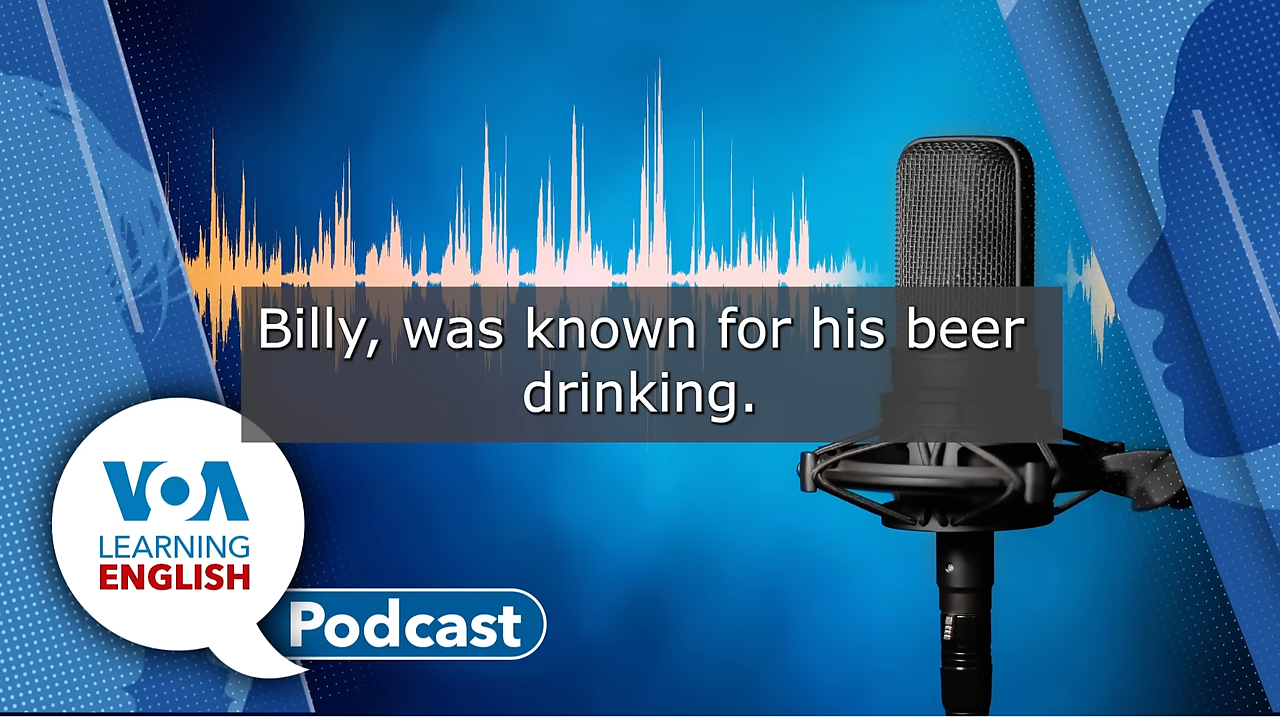 Billy, was known for his beer
drinking.
VOA
LEARNING
ENGLISH
Podcast